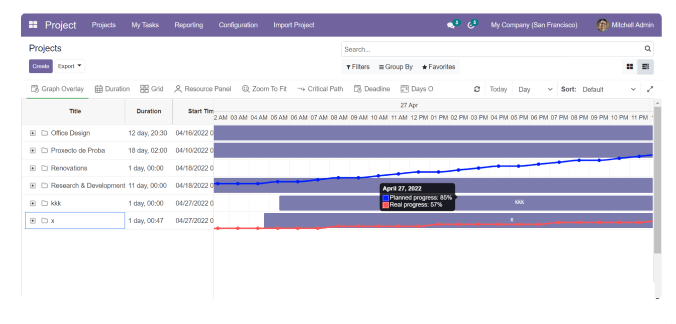 Project Projects My Tasks Reporting Configuration Import Project My Company (San Francisco) Mitchell Admin
Projects Search...
Create Export Filters Group By Favorites
Graph Overlay Duration Grid Resource Panel Zoom To Fit Critical Path Deadline Days O Today Day Sort: Default
Title Duration Start Tim 27 Apr
2 AM 03 AM 04 AM 05 AM 06 AM 07 AM 08 AM 09 AM 10 AM 11 AM 12 PM 01 PM 02 PM 03 PM 04 PM 05 PM 06 PM 07 PM 08 PM 09 PM 10 PM 11 PM
Office Design 12 day, 20:30 04/16/2022 0
Proxecto de Proba 18 day, 02:00 04/10/2022 0
Renovations 1 day, 00:00 04/18/2022 0
Research & Development 11 day, 00:00 04/18/2022 0
April 27, 2022
Planned progress: 85%
Real progress: 57%
kkk 1 day, 00:00 04/27/2022 0 KKK
x 1 day, 00:47 04/27/2022 0 x